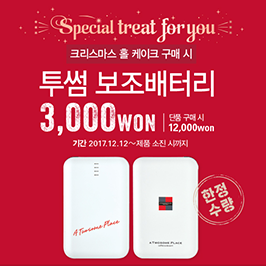 Special treat for you
크리스마스 홀 케이크 구매 시
투썸 보조배터리
3,000WON
단품 구매 시
12,000won
기간 2017.12.12~제품 소진 시까지
A Twosome Place
A TWOSOME PLACE
한정
수량